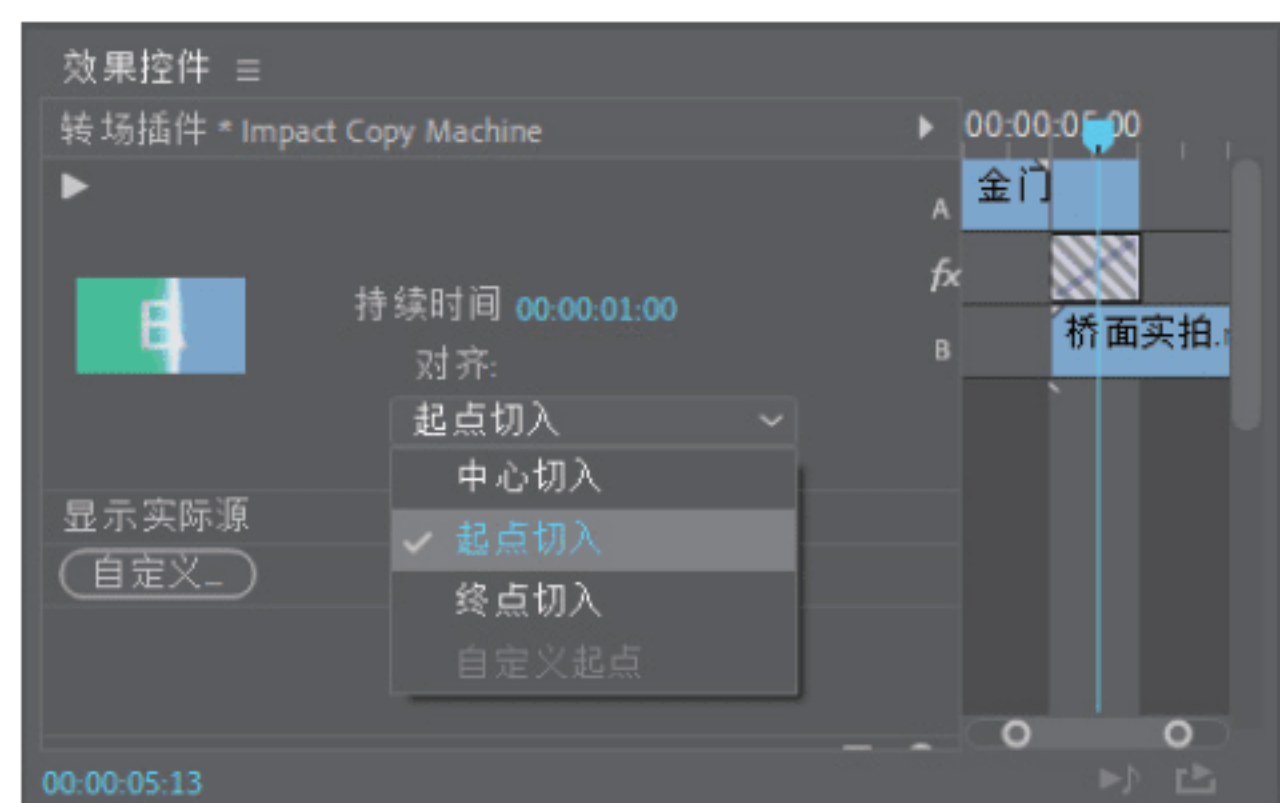 效果控件
转场插件 * Impact Copy Machine
00:00:05:00
金门
A
fx
持续时间 00:00:01:00
桥面实拍.
B
对齐:
起点切入
中心切入
起点切入
终点切入
自定义起点
显示实际源
自定义...
00:00:05:13